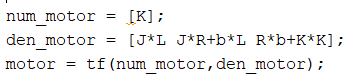 num_motor = [K];
den_motor = [J*L J*R+b*L R*b+K*K];
motor = tf(num_motor,den_motor);